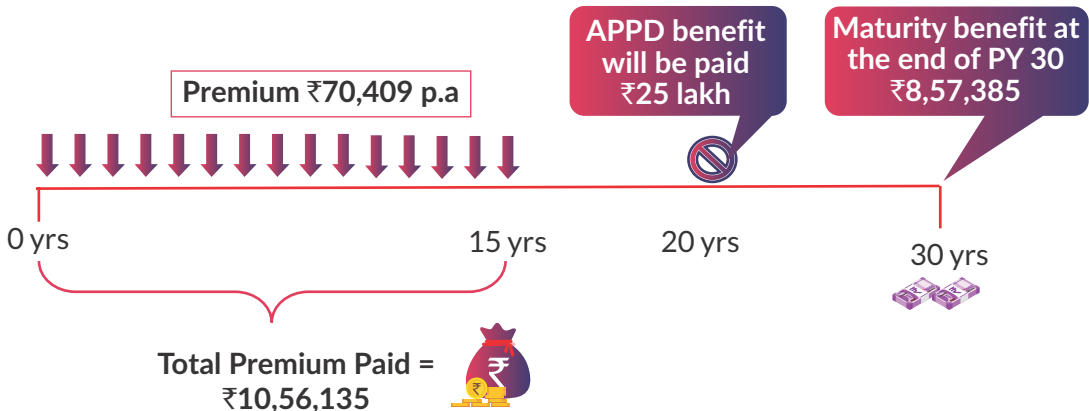 APPD benefit
will be paid
₹25 lakh
Maturity benefit at
the end of PY 30
₹8,57,385
Premium ₹70,409 p.a
0 yrs
15 yrs
20 yrs
30 yrs
Total Premium Paid =
₹10,56,135
₹
₹